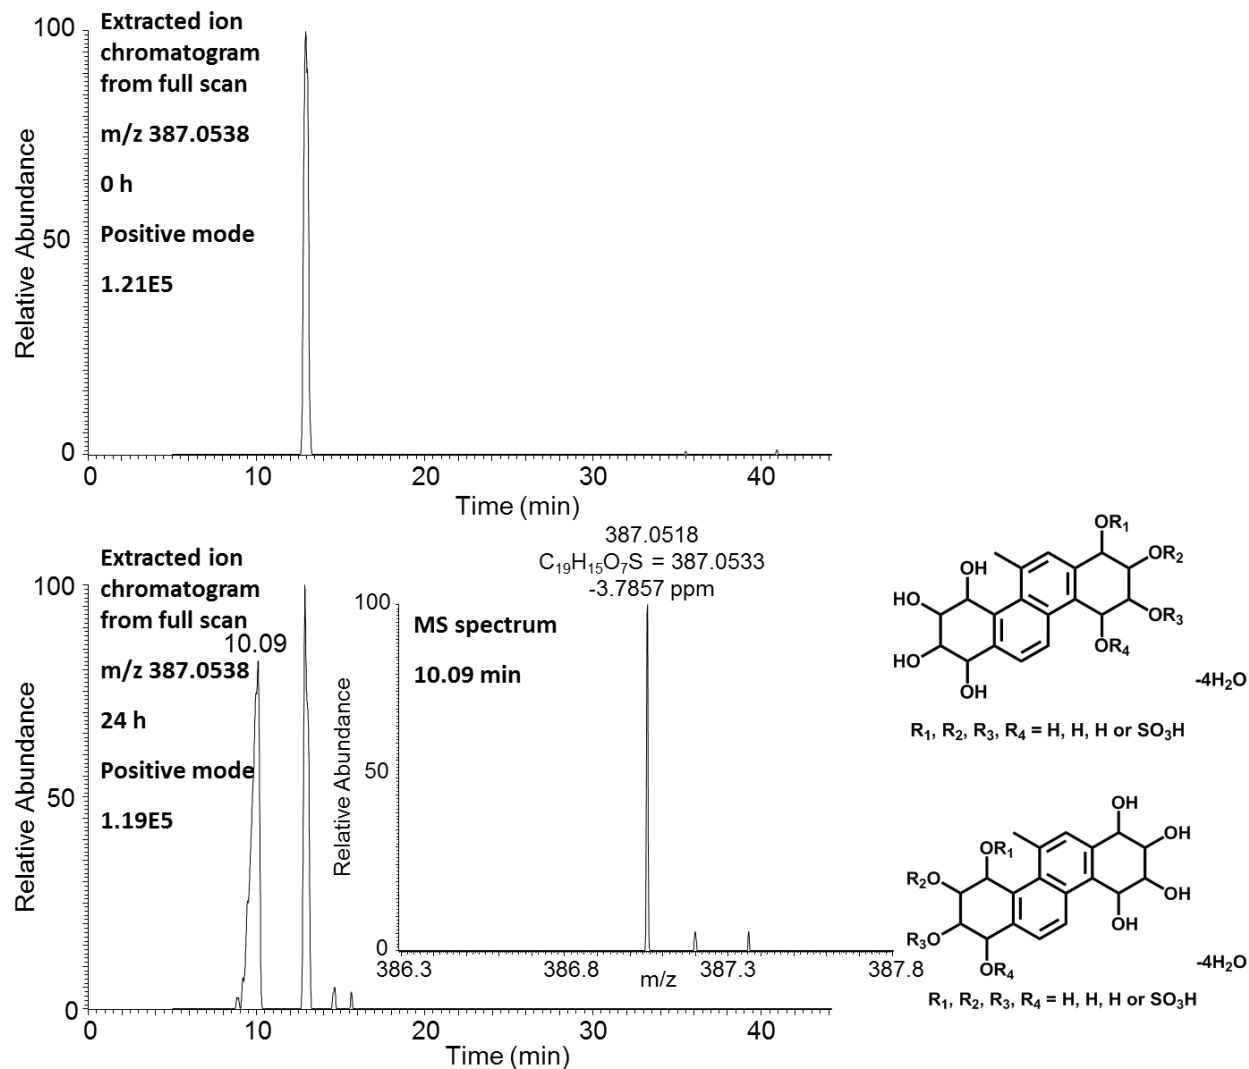 Extracted ion
chromatogram
from full scan
m/z 387.0538
0 h
Positive mode
1.21E5
Relative Abundance
100
50
0
0 10 20 30 40
Time (min)
Extracted ion
chromatogram
from full scan
m/z 387.0538
24 h
Positive mode
1.19E5
Relative Abundance
100
50
0
10.09
0 10 20 30 40
Time (min)
387.0518
C₁₉H₁₅O₇S = 387.0533
-3.7857 ppm
MS spectrum
10.09 min
Relative Abundance
100
50
0
386.3 386.8 387.3 387.8
m/z
OR₁
OR₂
OH
HO
OR₃
HO
OR₄
OH
-4H₂O
R₁, R₂, R₃, R₄ = H, H, H or SO₃H
OH
OH
OR₁
R₂O
OH
OH
R₃O
OR₄
-4H₂O
R₁, R₂, R₃, R₄ = H, H, H or SO₃H